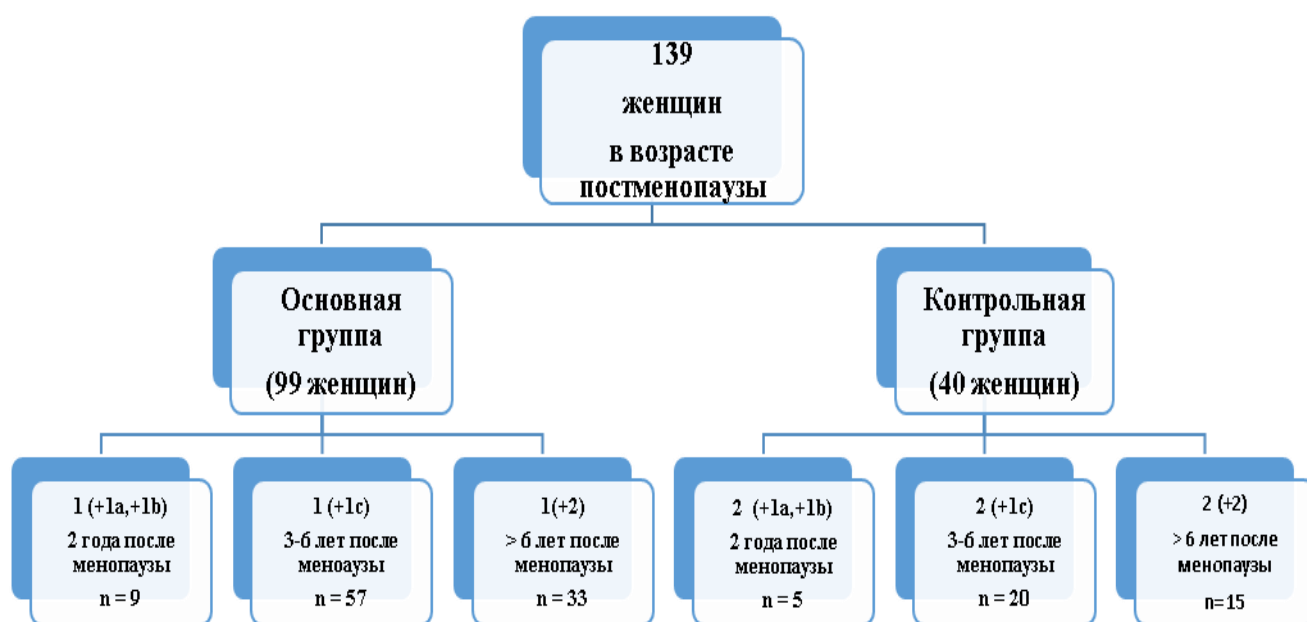 139
женщин
в возрасте
постменопаузы
Основная
группа
(99 женщин)
Контрольная
группа
(40 женщин)
1 (+1a,+1b)
2 года после
менопаузы
n = 9
1 (+1c)
3-6 лет после
меноаузы
n = 57
1(+2)
> 6 лет после
менопаузы
n = 33
2 (+1a,+1b)
2 года после
менопаузы
n = 5
2 (+1c)
3-6 лет после
менопаузы
n = 20
2 (+2)
> 6 лет после
менопаузы
n=15